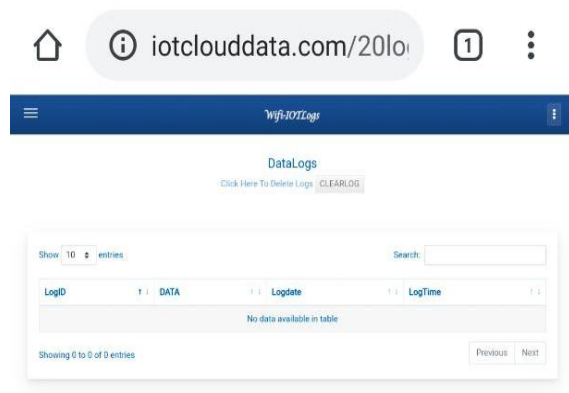 iotclouddata.com/20lo
1
Wifi-IOTLogs
DataLogs
Click Here To Delete Logs CLEARLOG
Show 10 entries Search:
LogID DATA Logdate LogTime
No data available in table
Showing 0 to 0 of 0 entries Previous Next